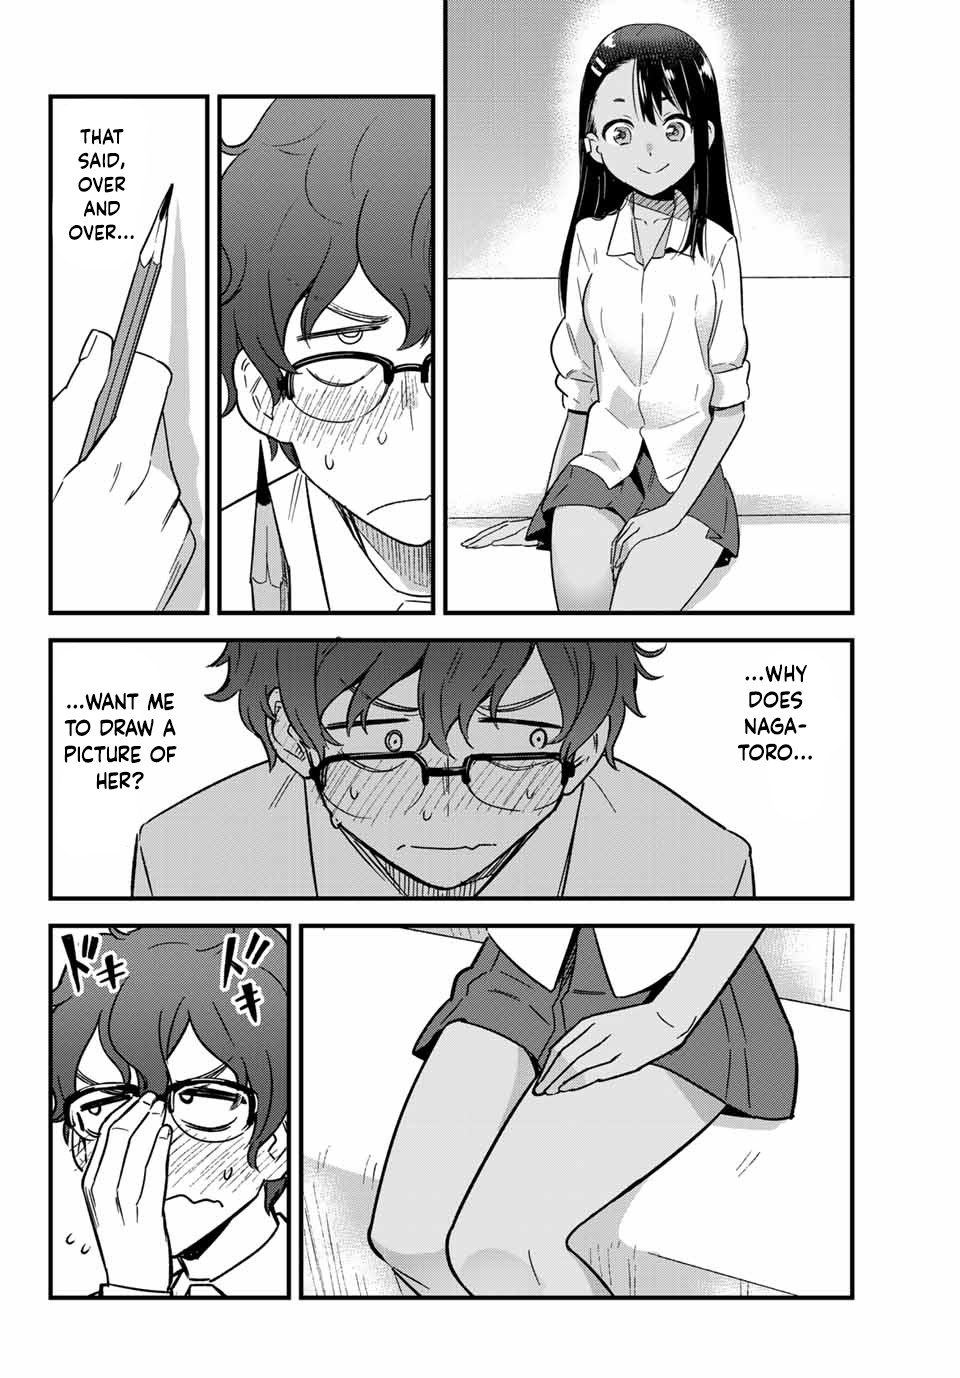 THAT
SAID,
OVER
AND
OVER...
...WHY
DOES
NAGA-
TORO...
...WANT ME
TO DRAW A
PICTURE OF
HER?
ドキ
ドキ